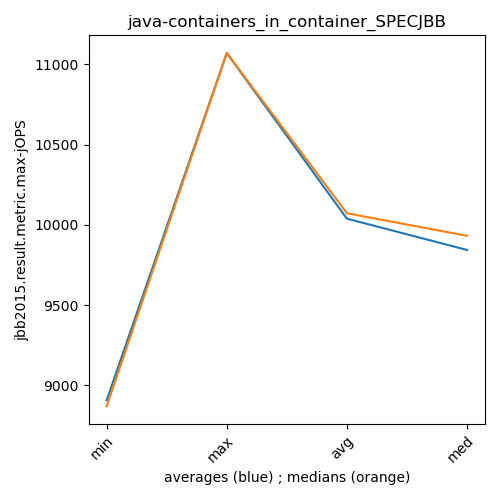 java-containers_in_container_SPECJBB
jbb2015.result.metric.max-jOPS
11000
10500
10000
9500
9000
min
max
avg
med
averages (blue) ; medians (orange)